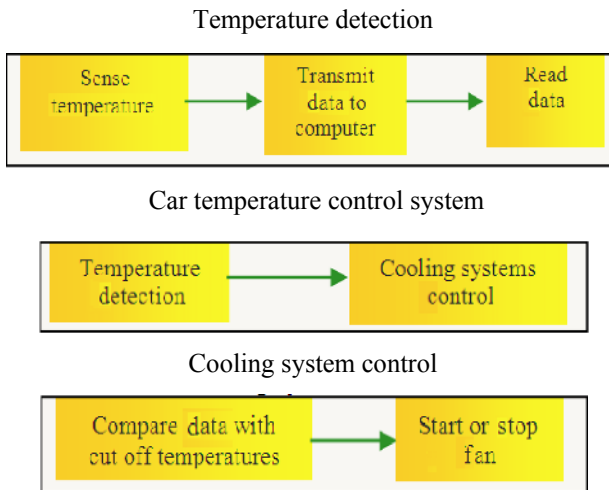 Temperature detection
Sense
temperature
Transmit
data to
computer
Read
data
Car temperature control system
Temperature
detection
Cooling systems
control
Cooling system control
Compare data with
cut off temperatures
Start or stop
fan